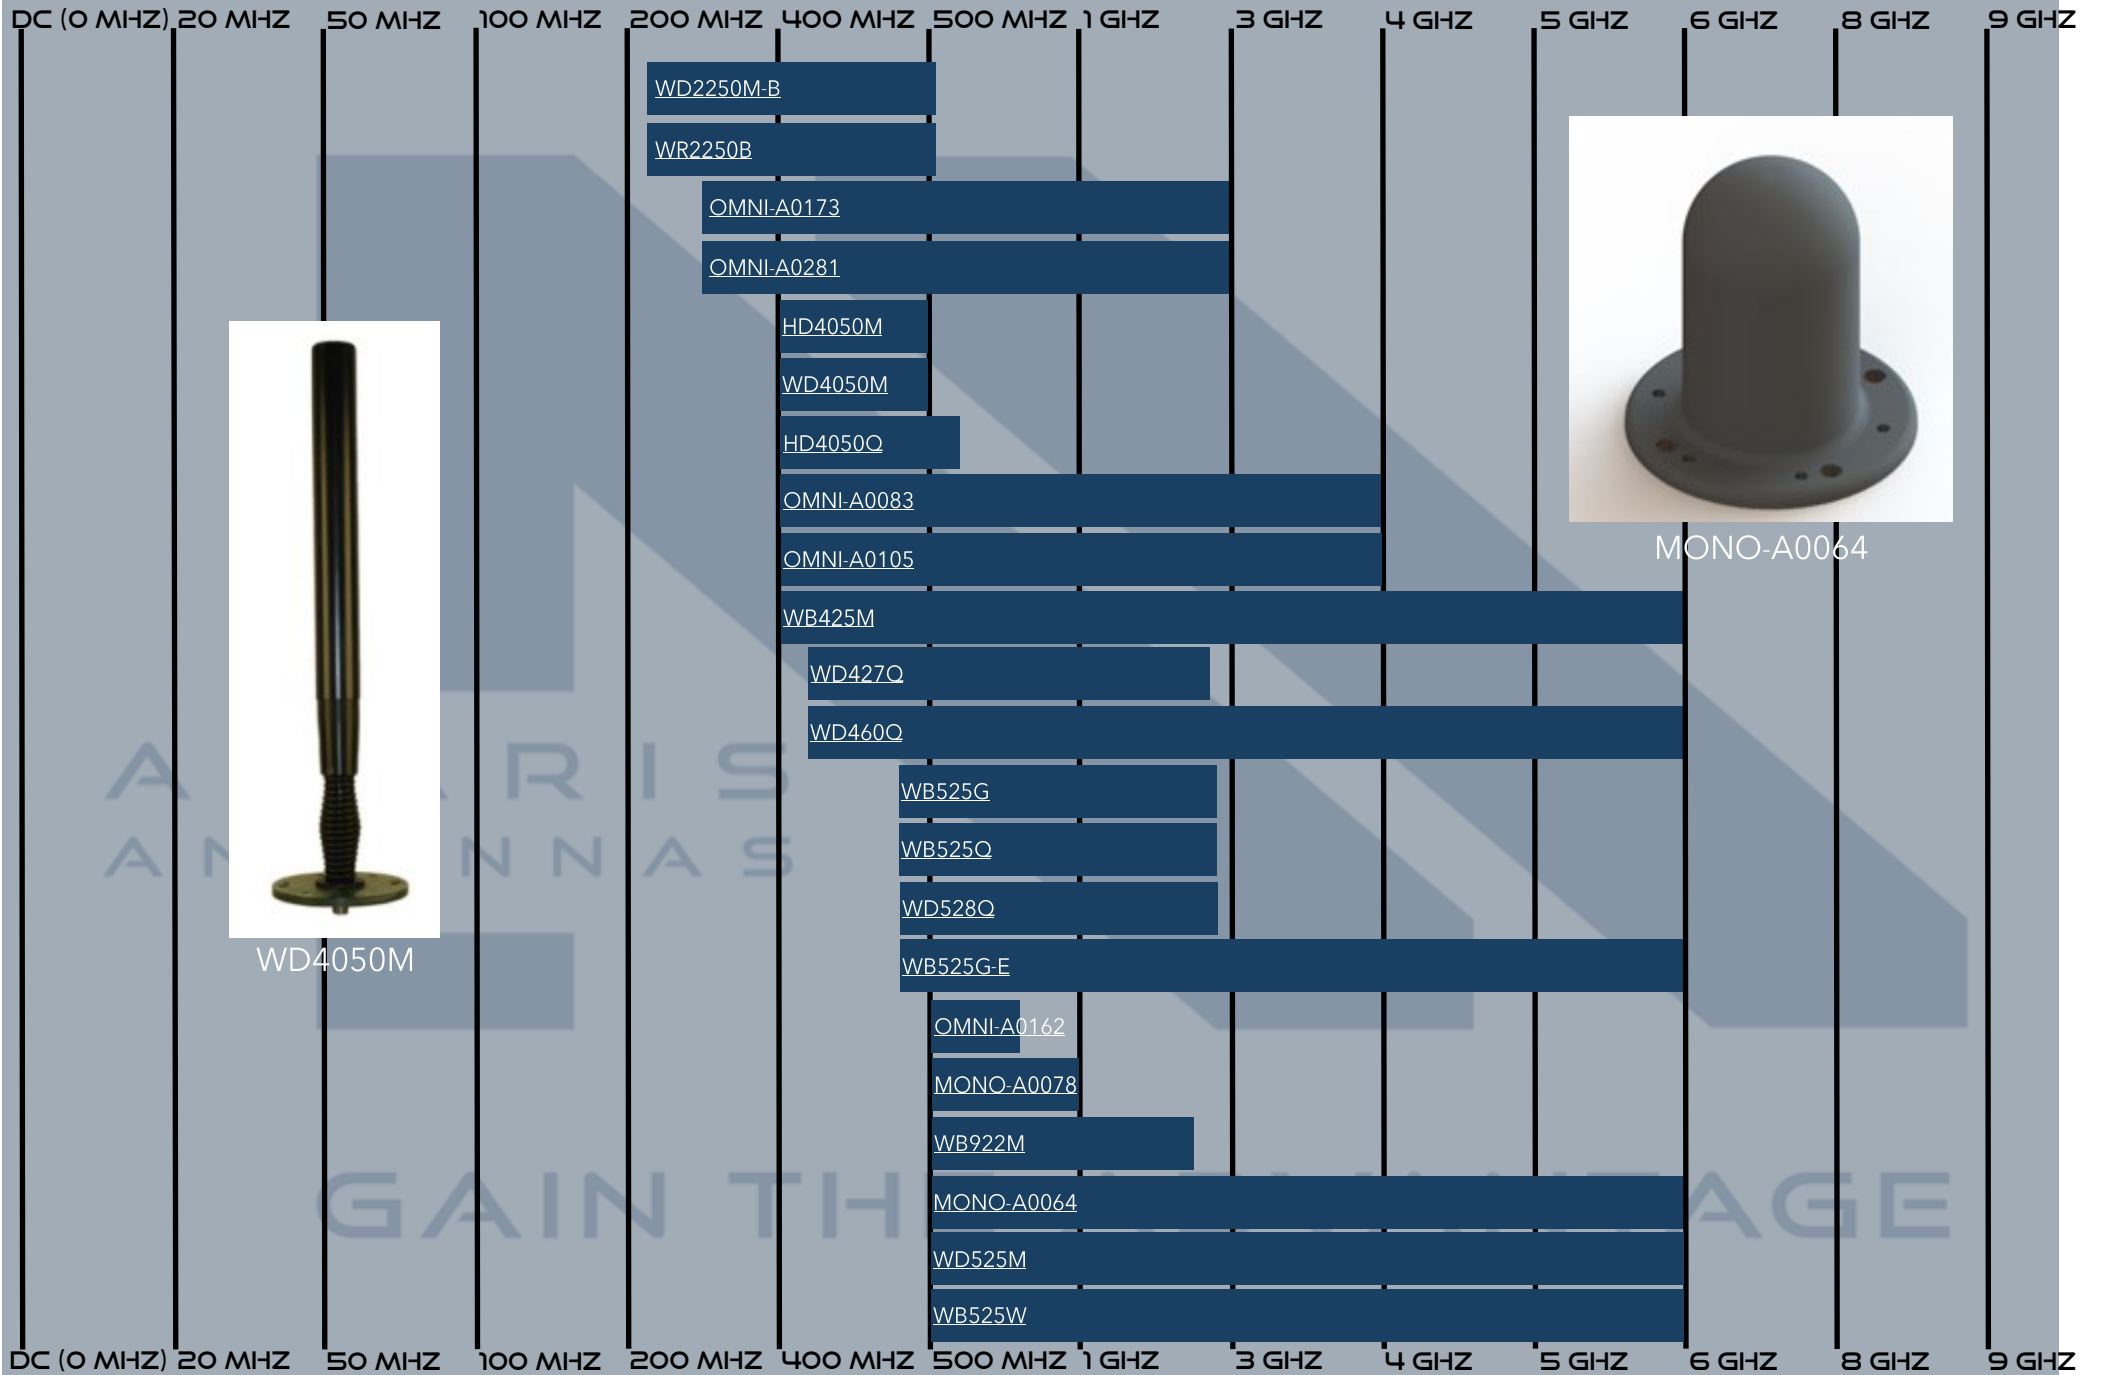 DC (0 MHZ) 20 MHZ 50 MHZ 100 MHZ 200 MHZ 400 MHZ 500 MHZ 1 GHZ 3 GHZ 4 GHZ 5 GHZ 6 GHZ 8 GHZ 9 GHZ
WD2250M-B
WR2250B
OMNI-A0173
OMNI-A0281
HD4050M
WD4050M
HD4050Q
OMNI-A0083
OMNI-A0105
WB425M
WD427Q
WD460Q
WB525G
WB525Q
WD528Q
WB525G-E
OMNI-A0162
MONO-A0078
WB922M
MONO-A0064
WD525M
WB525W
MONO-A0064
WD4050M
DC (0 MHZ) 20 MHZ 50 MHZ 100 MHZ 200 MHZ 400 MHZ 500 MHZ 1 GHZ 3 GHZ 4 GHZ 5 GHZ 6 GHZ 8 GHZ 9 GHZ